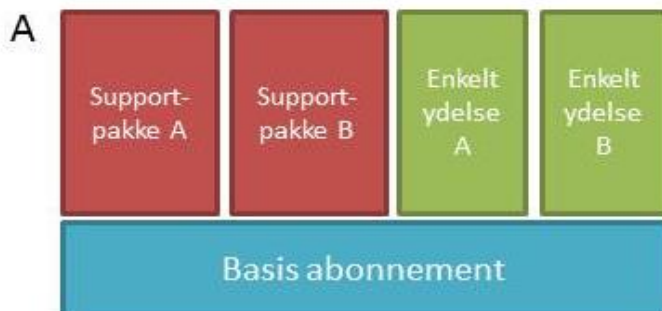 A
Support-
pakke A
Support-
pakke B
Enkelt
ydelse
A
Enkelt
ydelse
B
Basis abonnement